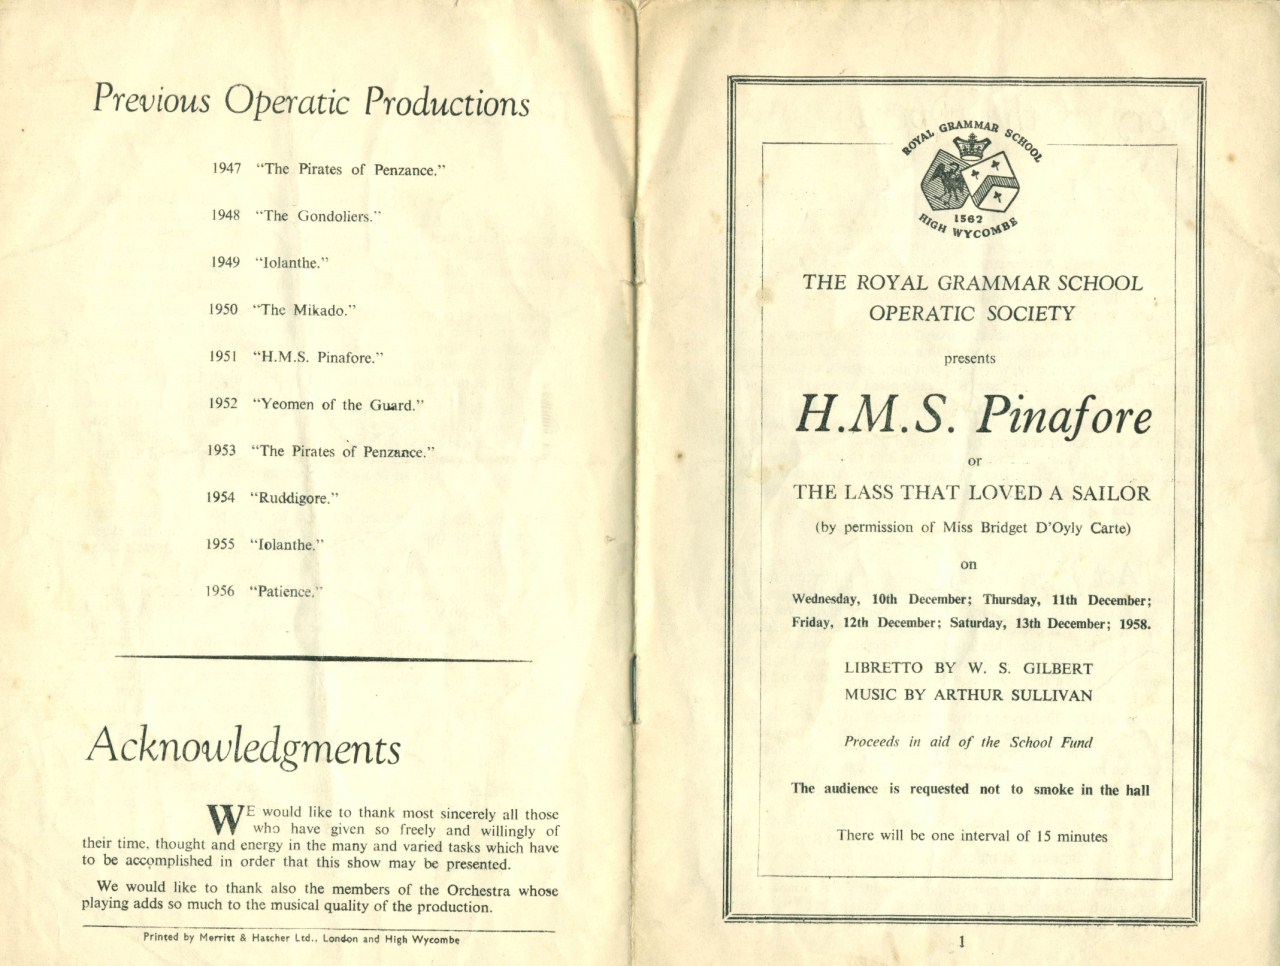 Previous Operatic Productions
1947 "The Pirates of Penzance."
1948 "The Gondoliers."
1949 "Iolanthe."
1950 "The Mikado."
1951 "H.M.S. Pinafore."
1952 "Yeomen of the Guard."
1953 "The Pirates of Penzance."
1954 "Ruddigore."
1955 "Iolanthe."
1956 "Patience."
Acknowledgments
WE would like to thank most sincerely all those
who have given so freely and willingly of
their time, thought and energy in the many and varied tasks which have
to be accomplished in order that this show may be presented.
We would like to thank also the members of the Orchestra whose
playing adds so much to the musical quality of the production.
Printed by Merritt & Hatcher Ltd., London and High Wycombe
ROYAL GRAMMAR SCHOOL
1562
HIGH WYCOMBE
THE ROYAL GRAMMAR SCHOOL
OPERATIC SOCIETY
presents
H.M.S. Pinafore
or
THE LASS THAT LOVED A SAILOR
(by permission of Miss Bridget D'Oyly Carte)
on
Wednesday, 10th December; Thursday, 11th December;
Friday, 12th December; Saturday, 13th December; 1958.
LIBRETTO BY W. S. GILBERT
MUSIC BY ARTHUR SULLIVAN
Proceeds in aid of the School Fund
The audience is requested not to smoke in the hall
There will be one interval of 15 minutes
1